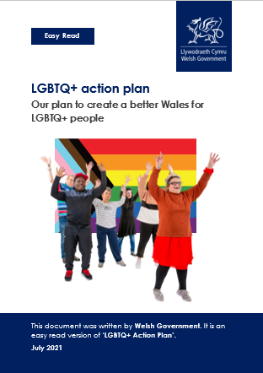 Easy Read
Llywodraeth Cymru
Welsh Government
LGBTQ+ action plan
Our plan to create a better Wales for
LGBTQ+ people
This document was written by Welsh Government. It is an
easy read version of 'LGBTQ+ Action Plan'.
July 2021